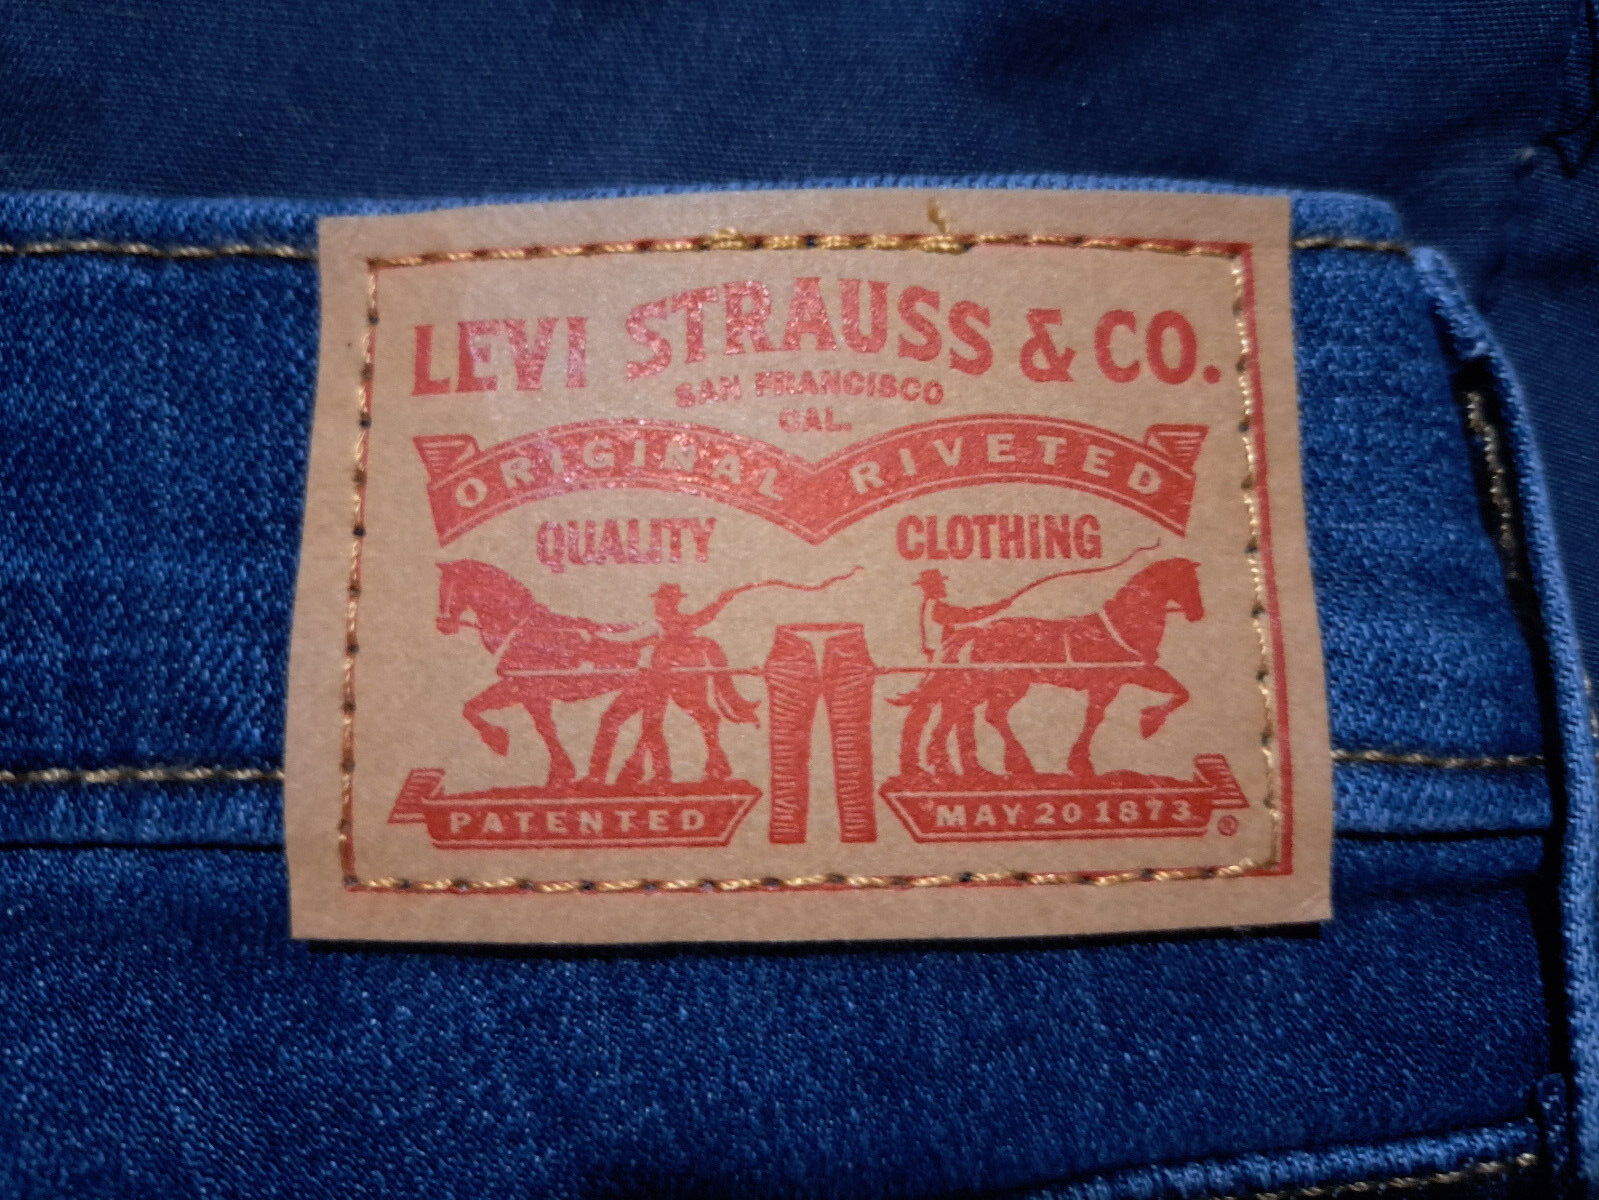 LEVI STRAUSS & CO.
SAN FRANCISCO
CAL.
ORIGINAL RIVETED
QUALITY CLOTHING
PATENTED MAY 20 1873 ®